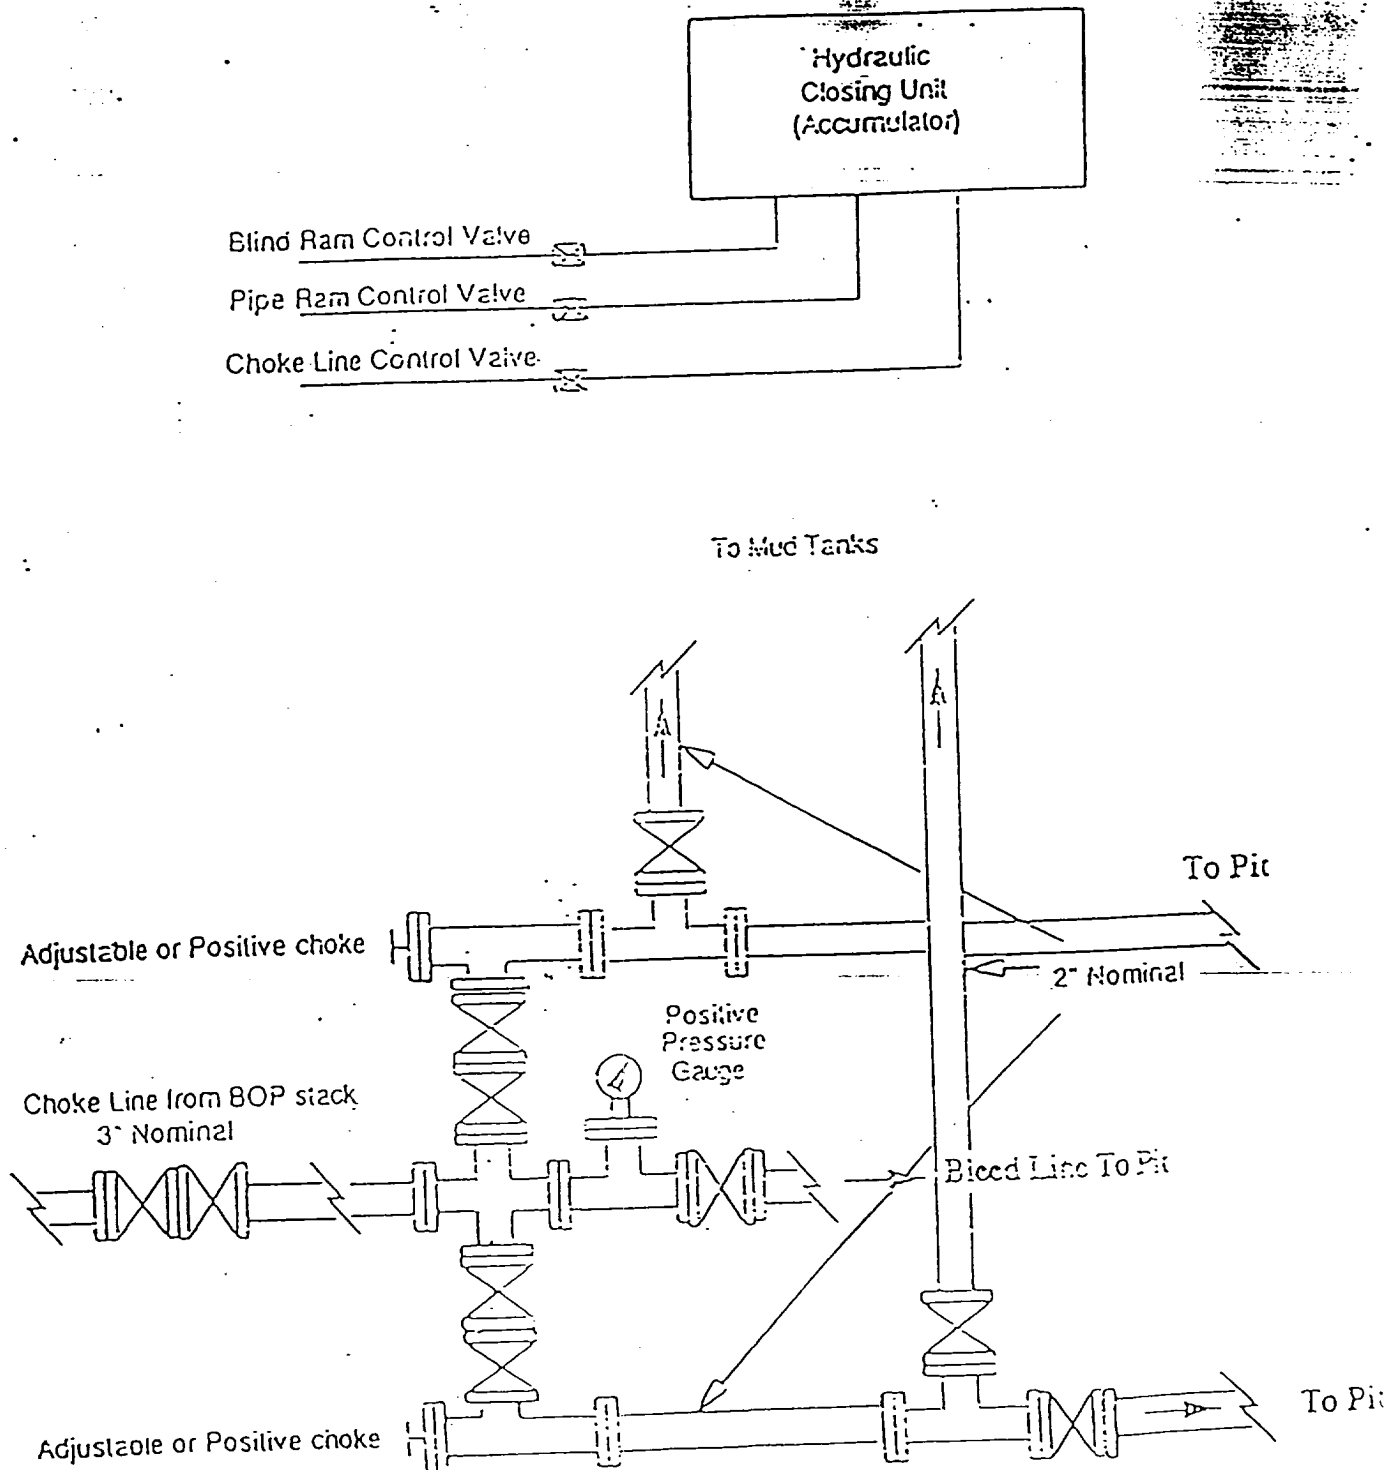 Hydraulic
Closing Unit
(Accumulator)
Blind Ram Control Valve
Pipe Ram Control Valve
Choke Line Control Valve
To Mud Tanks
To Pit
Adjustable or Positive choke
2" Nominal
Positive
Pressure
Gauge
Choke Line from BOP stack
3" Nominal
Bleed Line To Pit
To Pit
Adjustable or Positive choke